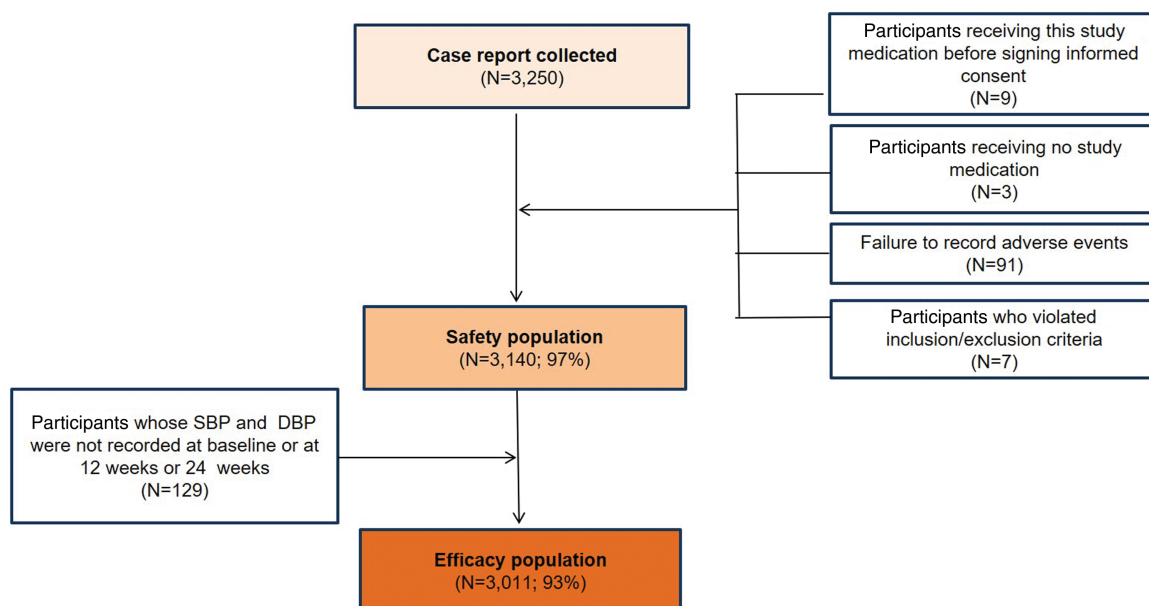 Case report collected
(N=3,250)
Participants receiving this study
medication before signing informed
consent
(N=9)
Participants receiving no study
medication
(N=3)
Failure to record adverse events
(N=91)
Participants who violated
inclusion/exclusion criteria
(N=7)
Safety population
(N=3,140; 97%)
Participants whose SBP and DBP
were not recorded at baseline or at
12 weeks or 24 weeks
(N=129)
Efficacy population
(N=3,011; 93%)